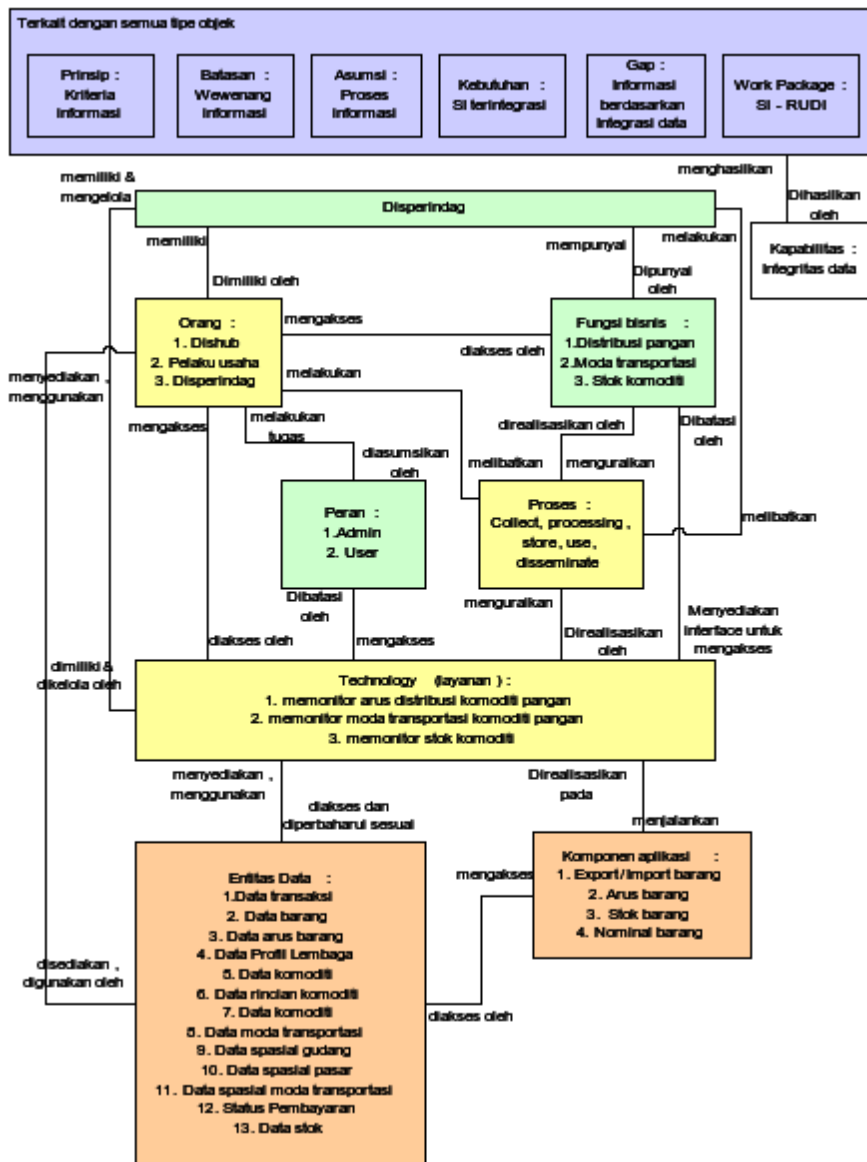 Terkait dengan semua tipe objek
Prinsip :
Kriteria
Informasi
Batasan :
Wewenang
Informasi
Asumsi :
Proses
Informasi
Kebutuhan :
SI terintegrasi
Gap :
Informasi
berdasarkan
Integrasi data
Work Package :
SI - RUDI
memiliki &
mengelola
menghasilkan
Dihasilkan
oleh
Disperindag
Kapabilitas :
Integritas data
memiliki
mempunyai
melakukan
Dimiliki oleh
Dipunyai
oleh
Orang :
1. Dishub
2. Pelaku usaha
3. Disperindag
mengakses
diakses oleh
Fungsi bisnis :
1.Distribusi pangan
2.Moda transportasi
3. Stok komoditi
menyediakan ,
menggunakan
melakukan
mengakses
melakukan
tugas
direalisasikan oleh
Dibatasi
oleh
diasumsikan
oleh
melibatkan
menguraikan
Peran :
1.Admin
2. User
Proses :
Collect, processing ,
store, use,
disseminate
melibatkan
Dibatasi
oleh
menguraikan
Menyediakan
Interface untuk
mengakses
diakses oleh
mengakses
Direalisasikan
oleh
dimiliki &
dikelola oleh
Technology (layanan ) :
1. memonitor arus distribusi komoditi pangan
2. memonitor moda transportasi komoditi pangan
3. memonitor stok komoditi
menyediakan ,
menggunakan
Direalisasikan
pada
diakses dan
diperbaharui sesuai
menjalankan
Entitas Data :
1.Data transaksi
2. Data barang
3. Data arus barang
4. Data Profil Lembaga
5. Data komoditi
6. Data rincian komoditi
7. Data komoditi
8. Data moda transportasi
9. Data spasial gudang
10. Data spasial pasar
11. Data spasial moda transportasi
12. Status Pembayaran
13. Data stok
mengakses
Komponen aplikasi :
1. Export/Import barang
2. Arus barang
3. Stok barang
4. Nominal barang
disediakan ,
digunakan oleh
diakses oleh